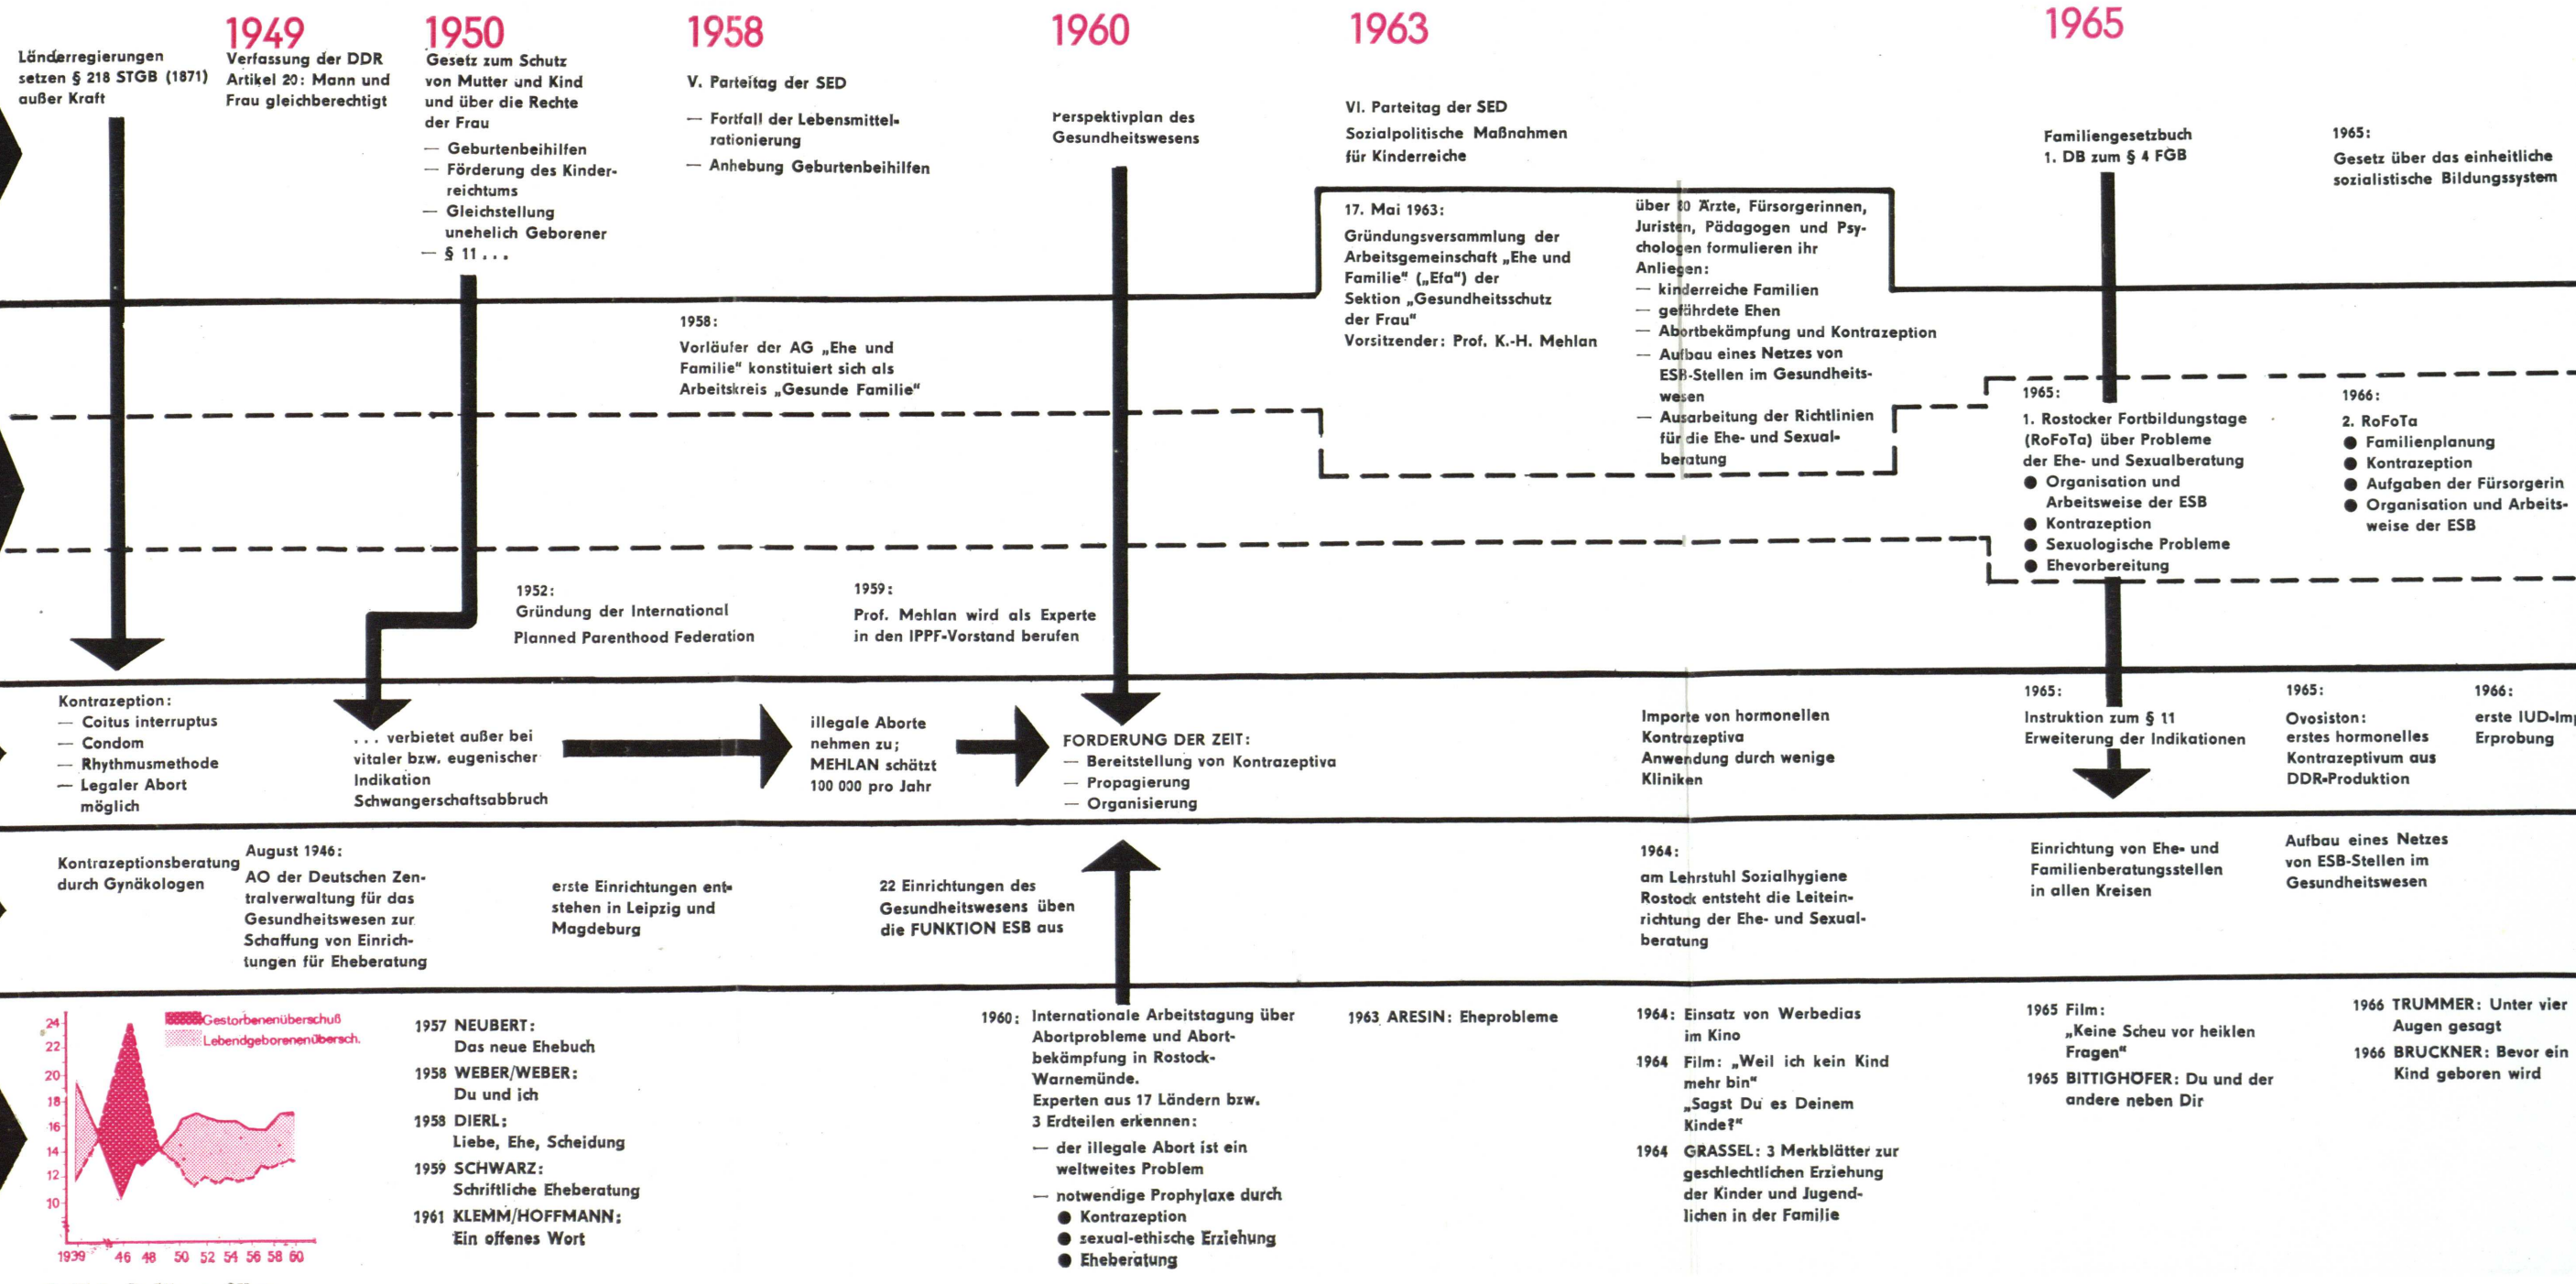 Länderregierungen
setzen § 218 STGB (1871)
außer Kraft
1949
Verfassung der DDR
Artikel 20: Mann und
Frau gleichberechtigt
1950
Gesetz zum Schutz
von Mutter und Kind
und über die Rechte
der Frau
— Geburtenbeihilfen
— Förderung des Kinder-
reichtums
— Gleichstellung
unehelich Geborener
— § 11 . . .
1958
V. Parteitag der SED
— Fortfall der Lebensmittel-
rationierung
— Anhebung Geburtenbeihilfen
1960
Perspektivplan des
Gesundheitswesens
1963
VI. Parteitag der SED
Sozialpolitische Maßnahmen
für Kinderreiche
1965
Familiengesetzbuch
1. DB zum § 4 FGB
1965:
Gesetz über das einheitliche
sozialistische Bildungssystem
1958:
Vorläufer der AG „Ehe und
Familie“ konstituiert sich als
Arbeitskreis „Gesunde Familie“
17. Mai 1963:
Gründungsversammlung der
Arbeitsgemeinschaft „Ehe und
Familie“ („Efa“) der
Sektion „Gesundheitsschutz
der Frau“
Vorsitzender: Prof. K.-H. Mehlan
über 80 Ärzte, Fürsorgerinnen,
Juristen, Pädagogen und Psy-
chologen formulieren ihr
Anliegen:
— kinderreiche Familien
— gefährdete Ehen
— Abortbekämpfung und Kontrazeption
— Aufbau eines Netzes von
ESB-Stellen im Gesundheits-
wesen
— Ausarbeitung der Richtlinien
für die Ehe- und Sexual-
beratung
1965:
1. Rostocker Fortbildungstage
(RoFoTa) über Probleme
der Ehe- und Sexualberatung
● Organisation und
Arbeitsweise der ESB
● Kontrazeption
● Sexuologische Probleme
● Ehevorbereitung
1966:
2. RoFoTa
● Familienplanung
● Kontrazeption
● Aufgaben der Fürsorgerin
● Organisation und Arbeits-
weise der ESB
1952:
Gründung der International
Planned Parenthood Federation
1959:
Prof. Mehlan wird als Experte
in den IPPF-Vorstand berufen
Kontrazeption:
— Coitus interruptus
— Condom
— Rhythmusmethode
— Legaler Abort
möglich
. . . verbietet außer bei
vitaler bzw. eugenischer
Indikation
Schwangerschaftsabbruch
illegale Aborte
nehmen zu;
MEHLAN schätzt
100 000 pro Jahr
FORDERUNG DER ZEIT:
— Bereitstellung von Kontrazeptiva
— Propagierung
— Organisierung
Importe von hormonellen
Kontrazeptiva
Anwendung durch wenige
Kliniken
1965:
Instruktion zum § 11
Erweiterung der Indikationen
1965:
Ovosiston:
erstes hormonelles
Kontrazeptivum aus
DDR-Produktion
1966:
erste IUD-Im
Erprobung
Kontrazeptionsberatung
durch Gynäkologen
August 1946:
AO der Deutschen Zen-
tralverwaltung für das
Gesundheitswesen zur
Schaffung von Einrich-
tungen für Eheberatung
erste Einrichtungen ent-
stehen in Leipzig und
Magdeburg
22 Einrichtungen des
Gesundheitswesens üben
die FUNKTION ESB aus
1964:
am Lehrstuhl Sozialhygiene
Rostock entsteht die Leitein-
richtung der Ehe- und Sexual-
beratung
Einrichtung von Ehe- und
Familienberatungsstellen
in allen Kreisen
Aufbau eines Netzes
von ESB-Stellen im
Gesundheitswesen
Gestorbenenüberschuß
Lebendgeborenenübersch.
24
22
20
18
16
14
12
10
1939 46 48 50 52 54 56 58 60
1957 NEUBERT:
Das neue Ehebuch
1958 WEBER/WEBER:
Du und ich
1958 DIERL:
Liebe, Ehe, Scheidung
1959 SCHWARZ:
Schriftliche Eheberatung
1961 KLEMM/HOFFMANN:
Ein offenes Wort
1960: Internationale Arbeitstagung über
Abortprobleme und Abort-
bekämpfung in Rostock-
Warnemünde.
Experten aus 17 Ländern bzw.
3 Erdteilen erkennen:
— der illegale Abort ist ein
weltweites Problem
— notwendige Prophylaxe durch
● Kontrazeption
● sexual-ethische Erziehung
● Eheberatung
1963 ARESIN: Eheprobleme
1964: Einsatz von Werbedias
im Kino
1964 Film: „Weil ich kein Kind
mehr bin“
„Sagst Du es Deinem
Kinde?“
1964 GRASSEL: 3 Merkblätter zur
geschlechtlichen Erziehung
der Kinder und Jugend-
lichen in der Familie
1965 Film:
„Keine Scheu vor heiklen
Fragen“
1965 BITTIGHÖFER: Du und der
andere neben Dir
1966 TRUMMER: Unter vier
Augen gesagt
1966 BRUCKNER: Bevor ein
Kind geboren wird